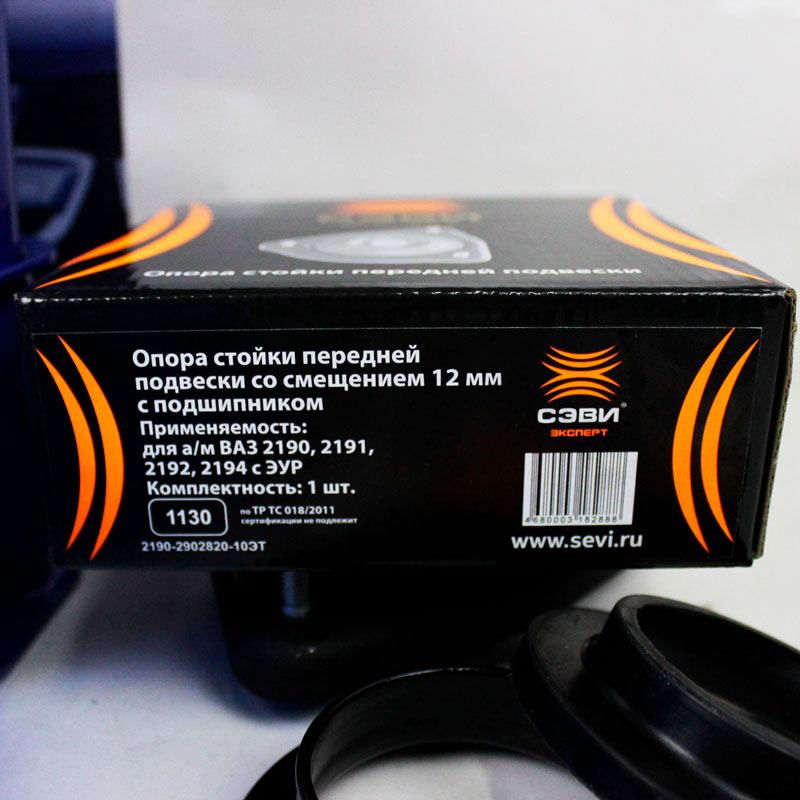 Опора стойки передней подвески
Опора стойки передней
подвески со смещением 12 мм
с подшипником
Применяемость:
для а/м ВАЗ 2190, 2191,
2192, 2194 с ЭУР
Комплектность: 1 шт.
1130
по ТР ТС 018/2011
сертификации не подлежит
2190-2902820-10ЭТ
СЭВИ®
ЭКСПЕРТ
4680003182888
www.sevi.ru